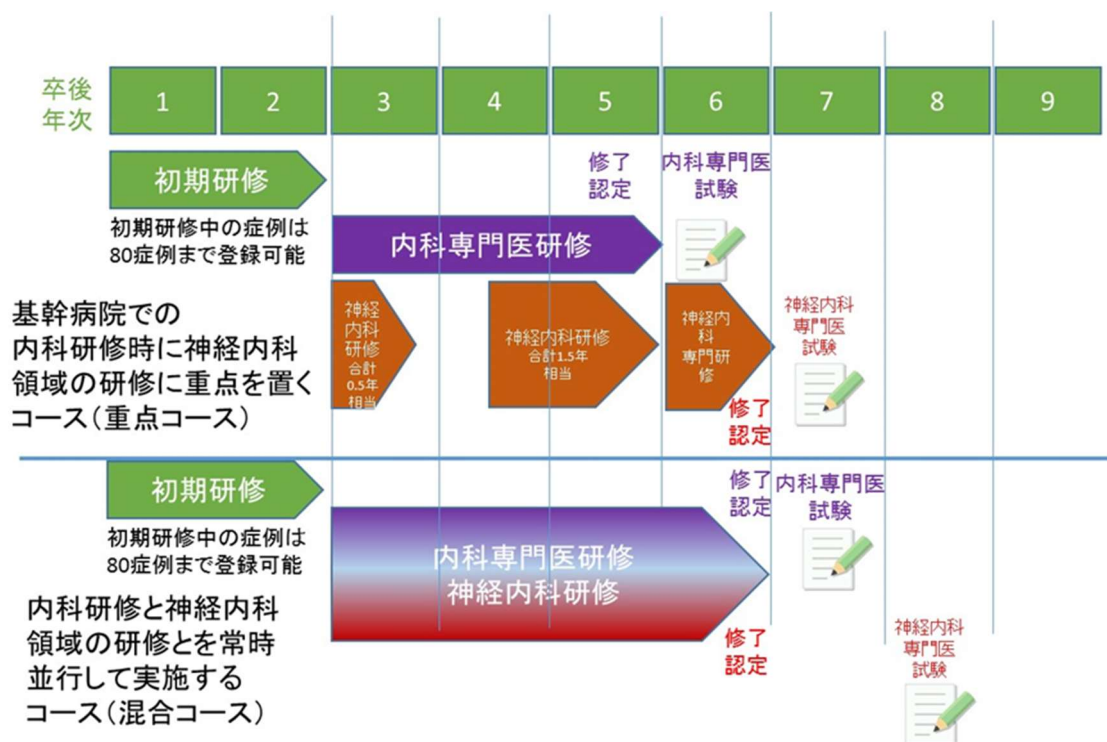 卒後
年次
1
2
3
4
5
6
7
8
9
初期研修
初期研修中の症例は
80症例まで登録可能
修了
認定
内科専門医
試験
内科専門医研修
基幹病院での
内科研修時に神経内科
領域の研修に重点を置く
コース(重点コース)
神経
内科
研修
合計
0.5年
相当
神経内科研修
合計1.5年
相当
神経内
科
専門研
修
修了
認定
神経内科
専門医
試験
初期研修
初期研修中の症例は
80症例まで登録可能
修了
認定
内科専門医
試験
内科専門医研修
神経内科研修
修了
認定
内科研修と神経内科
領域の研修とを常時
並行して実施する
コース(混合コース)
神経内科
専門医
試験